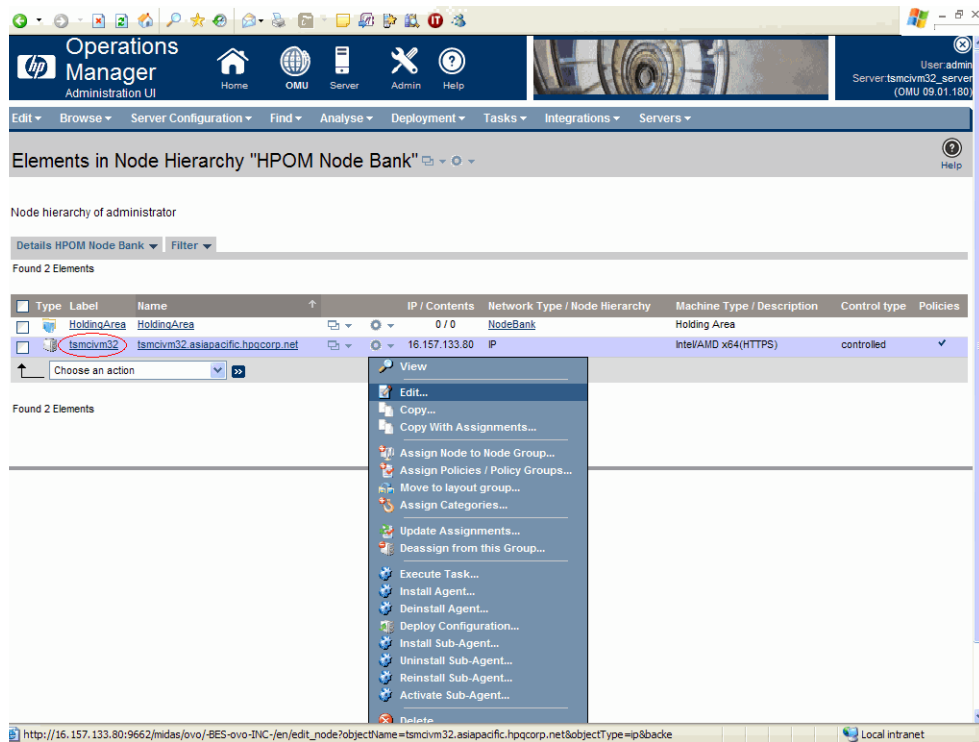 hp
Operations
Manager
Administration UI
Home
OMU
Server
Admin
Help
User:admin
Server:tsmcivm32_server
(OMU 09.01.180)
Edit Browse Server Configuration Find Analyse Deployment Tasks Integrations Servers
Elements in Node Hierarchy "HPOM Node Bank"
Help
Node hierarchy of administrator
Details HPOM Node Bank Filter
Found 2 Elements
Type Label Name IP / Contents Network Type / Node Hierarchy Machine Type / Description Control type Policies
HoldingArea HoldingArea 0 / 0 NodeBank Holding Area
tsmcivm32 tsmcivm32.asiapacific.hpqcorp.net 16.157.133.80 IP Intel/AMD x64(HTTPS) controlled
Choose an action
Found 2 Elements
View
Edit...
Copy...
Copy With Assignments...
Assign Node to Node Group...
Assign Policies / Policy Groups...
Move to layout group...
Assign Categories...
Update Assignments...
Deassign from this Group...
Execute Task...
Install Agent...
Deinstall Agent...
Deploy Configuration...
Install Sub-Agent...
Uninstall Sub-Agent...
Reinstall Sub-Agent...
Activate Sub-Agent...
Delete
http://16.157.133.80:9662/midas/ovo/-BES-ovo-INC-/en/edit_node?objectName=tsmcivm32.asiapacific.hpqcorp.net&objectType=ip&backe
Local intranet